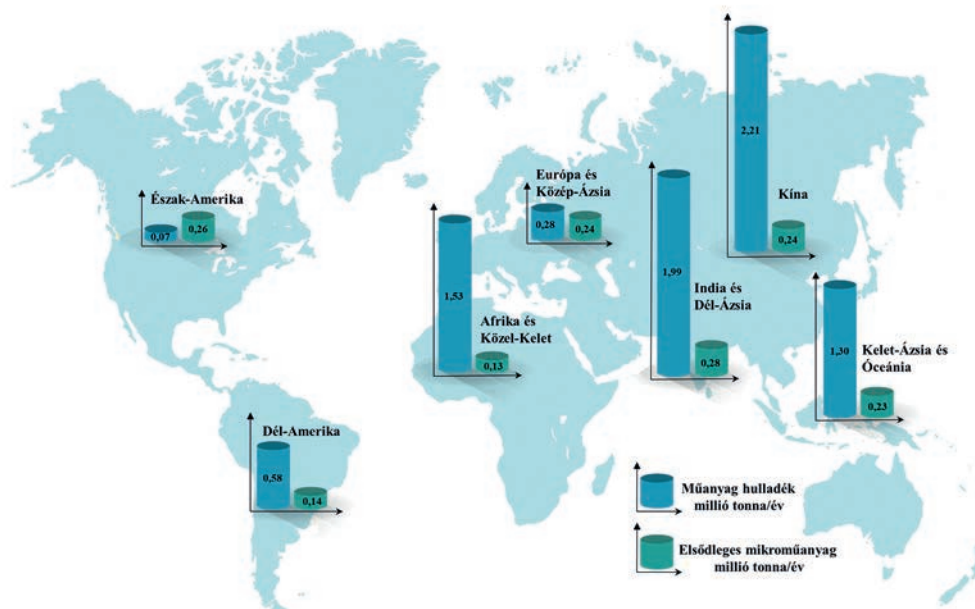 Észak-Amerika
0,07
0,26
Európa és
Közép-Ázsia
0,28
0,24
Kína
2,21
0,24
Afrika és
Közel-Kelet
1,53
0,13
India és
Dél-Ázsia
1,99
0,28
Kelet-Ázsia és
Óceánia
1,30
0,23
Dél-Amerika
0,58
0,14
Műanyag hulladék
millió tonna/év
Elsődleges mikroműanyag
millió tonna/év